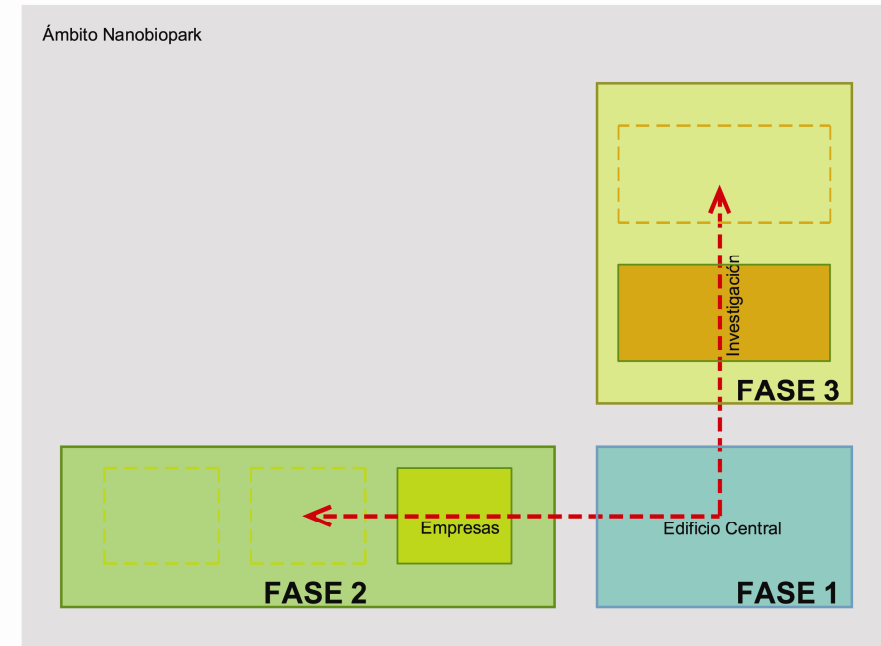 Ámbito Nanobiopark
Investigación
FASE 3
Empresas
Edificio Central
FASE 2
FASE 1